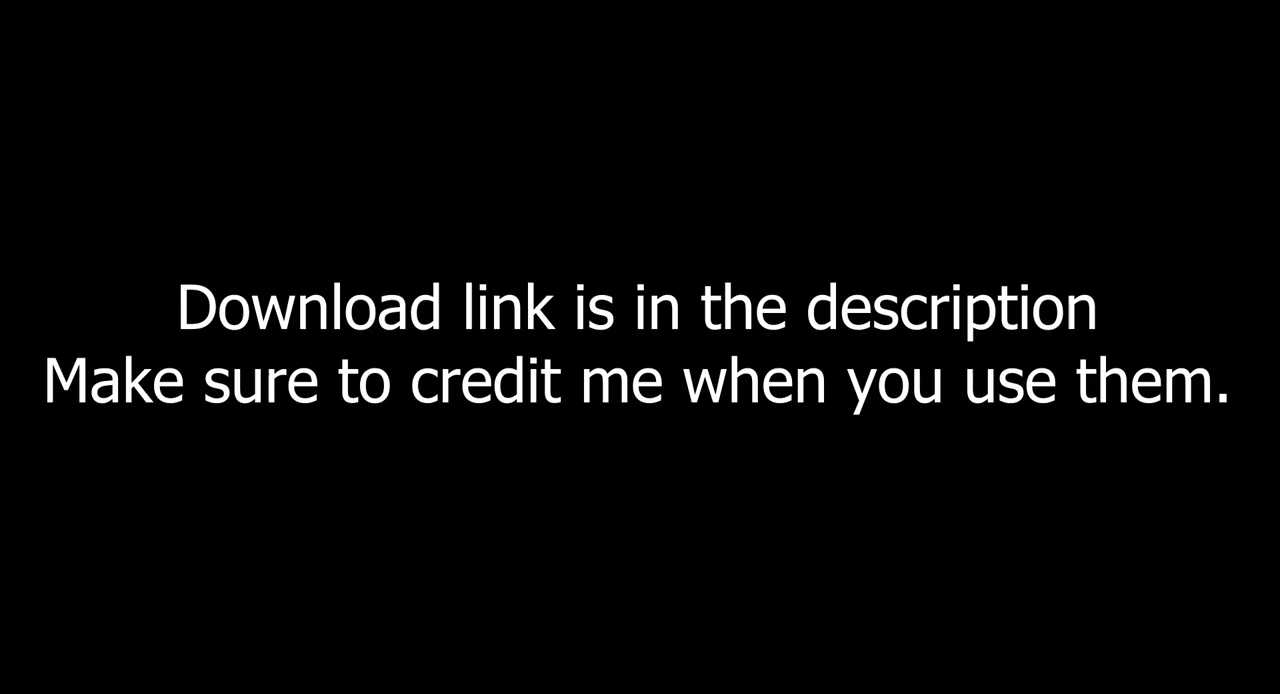 Download link is in the description
Make sure to credit me when you use them.